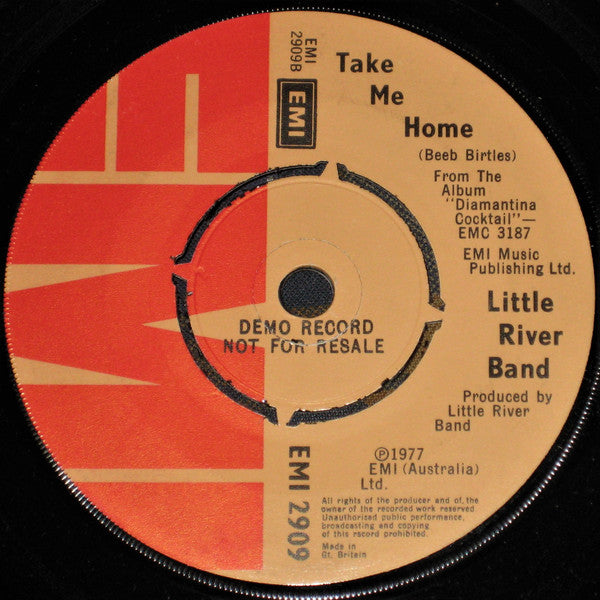 EMI
EMI
2909B
EMI
Take
Me
Home
(Beeb Birtles)
From The
Album
"Diamantina
Cocktail"—
EMC 3187
EMI Music
Publishing Ltd.
DEMO RECORD
NOT FOR RESALE
Little
River
Band
Produced by
Little River
Band
EMI 2909
℗1977
EMI (Australia)
Ltd.
All rights of the producer and of the
owner of the recorded work reserved
Unauthorised public performance,
broadcasting and copying
of this record prohibited.
Made in
Gt. Britain